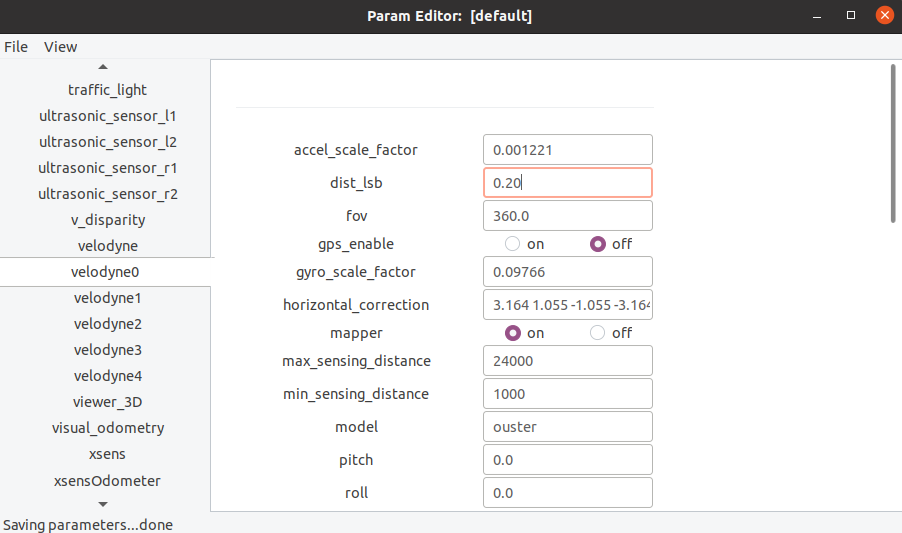 Param Editor: [default]
File View
traffic_light
ultrasonic_sensor_l1
ultrasonic_sensor_l2
ultrasonic_sensor_r1
ultrasonic_sensor_r2
v_disparity
velodyne
velodyne0
velodyne1
velodyne2
velodyne3
velodyne4
viewer_3D
visual_odometry
xsens
xsensOdometer
accel_scale_factor 0.001221
dist_lsb 0.20
fov 360.0
gps_enable on off
gyro_scale_factor 0.09766
horizontal_correction 3.164 1.055 -1.055 -3.164
mapper on off
max_sensing_distance 24000
min_sensing_distance 1000
model ouster
pitch 0.0
roll 0.0
Saving parameters...done